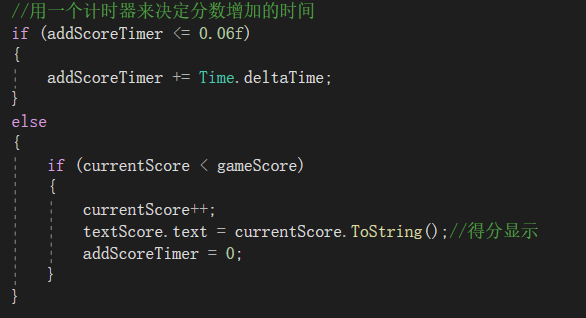 //用一个计时器来决定分数增加的时间
if (addScoreTimer <= 0.06f)
{
    addScoreTimer += Time.deltaTime;
}
else
{
    if (currentScore < gameScore)
    {
        currentScore++;
        textScore.text = currentScore.ToString();//得分显示
        addScoreTimer = 0;
    }
}